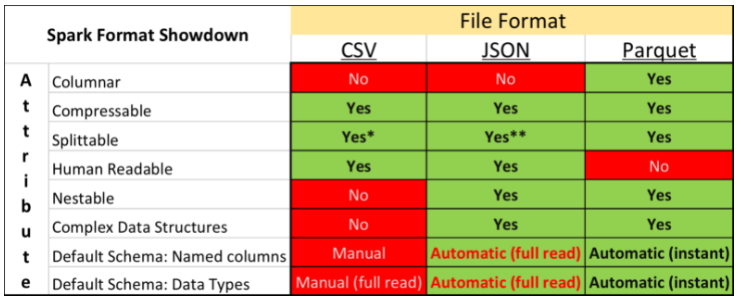 Spark Format Showdown
File Format
CSV JSON Parquet
Attribute
Columnar No No Yes
Compressable Yes Yes Yes
Splittable Yes* Yes** Yes
Human Readable Yes Yes No
Nestable No Yes Yes
Complex Data Structures No Yes Yes
Default Schema: Named columns Manual Automatic (full read) Automatic (instant)
Default Schema: Data Types Manual (full read) Automatic (full read) Automatic (instant)